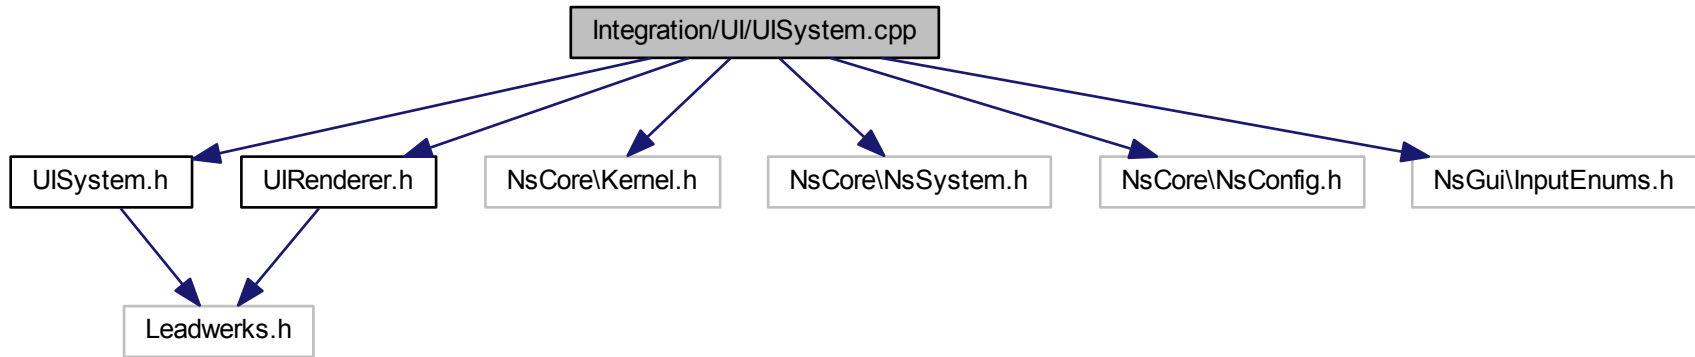 Integration/UI/UISystem.cpp
UISystem.h
UIRenderer.h
NsCore\Kernel.h
NsCore\NsSystem.h
NsCore\NsConfig.h
NsGui\InputEnums.h
Leadwerks.h